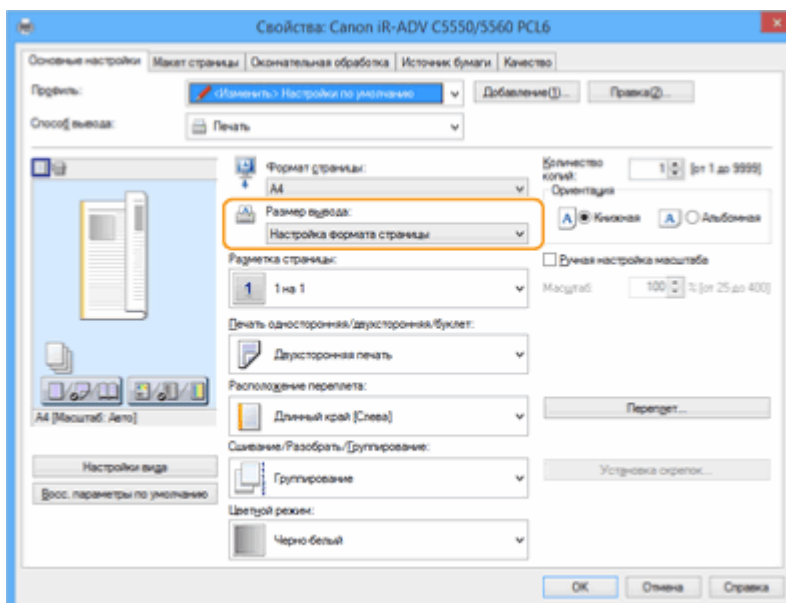 Свойства: Canon iR-ADV C5550/5560 PCL6
Основные настройки Макет страницы Окончательная обработка Источник бумаги Качество
Профиль: <Изменить> Настройки по умолчанию Добавление(1)... Правка(2)...
Способ вывода: Печать
Формат страницы:
A4
Размер вывода:
Настройка формата страницы
Разметка страницы:
1 1 на 1
Печать односторонняя/двухсторонняя/буклет:
Двухсторонняя печать
Расположение переплета:
Длинный край [Слева]
Сшивание/Разобрать/Группирование:
Группирование
Цветной режим:
Черно-белый
Количество копий: 1 [от 1 до 9999]
Ориентация
A Книжная A Альбомная
Ручная настройка масштаба
Масштаб: 100 % [от 25 до 400]
Переплет...
Установка скрепок...
A4 [Масштаб: Авто]
Настройки вида
Восс. параметры по умолчанию
OK Отмена Справка